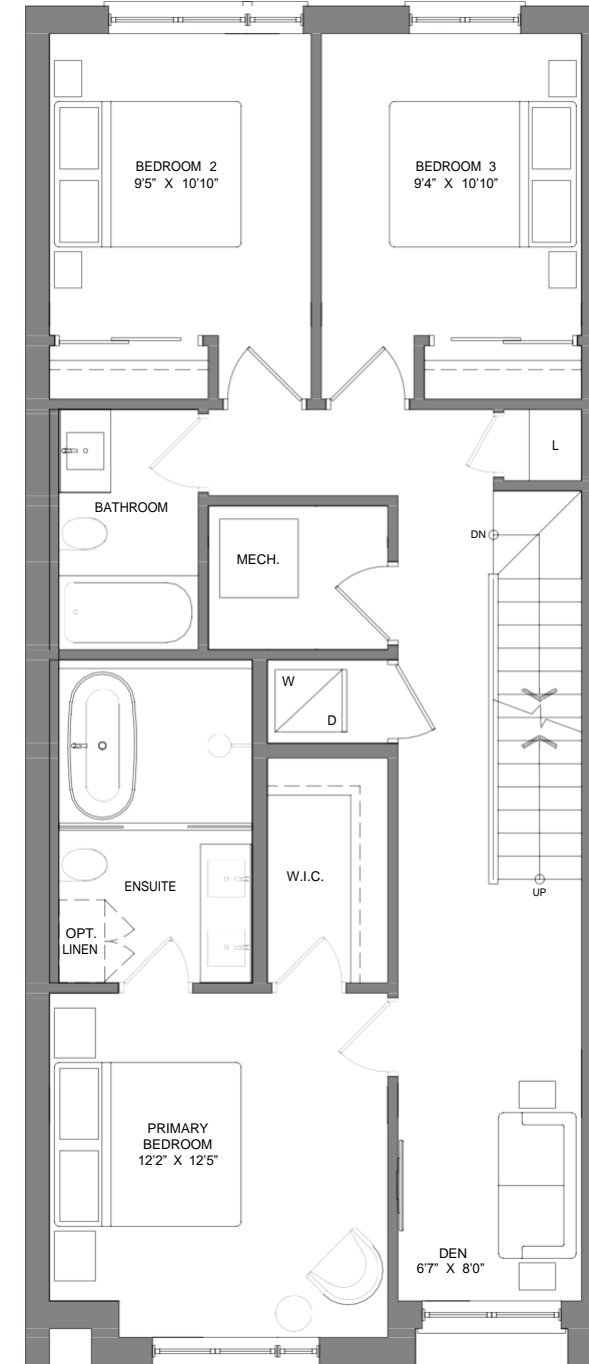 BEDROOM 2
9'5" X 10'10"
BEDROOM 3
9'4" X 10'10"
L
BATHROOM
DN
MECH.
W
D
W.I.C.
ENSUITE
UP
OPT.
LINEN
PRIMARY
BEDROOM
12'2" X 12'5"
DEN
6'7" X 8'0"